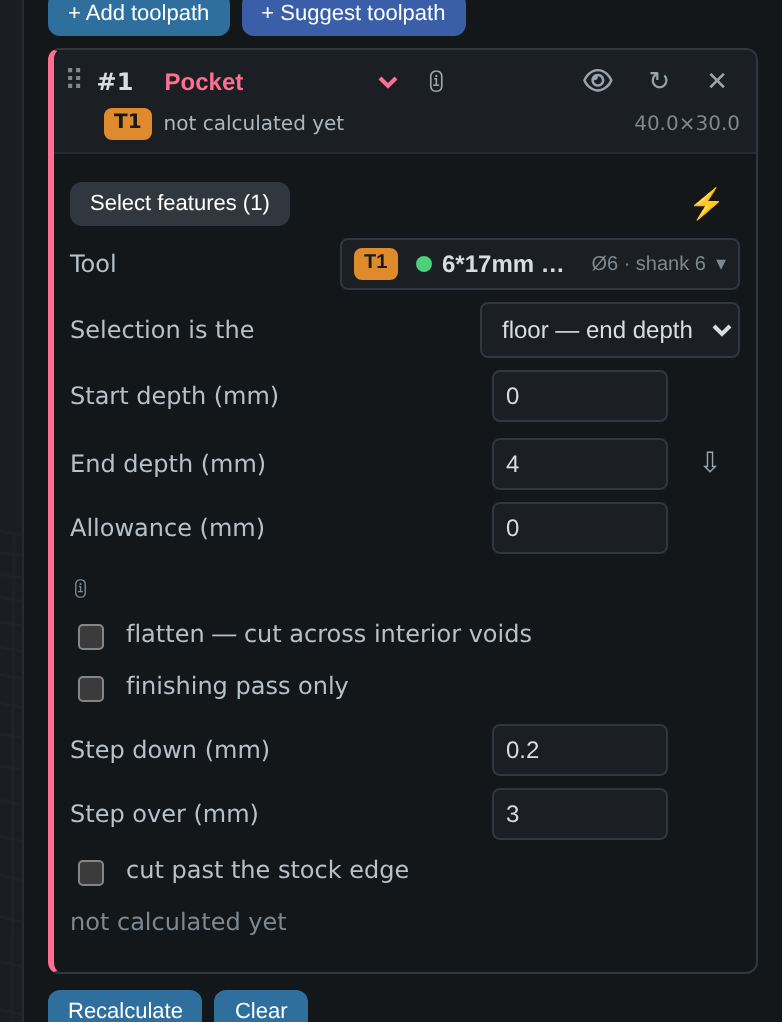 + Add toolpath + Suggest toolpath
#1 Pocket
T1 not calculated yet 40.0×30.0
Select features (1)
Tool T1 6*17mm ... Ø6 · shank 6
Selection is the floor — end depth
Start depth (mm) 0
End depth (mm) 4
Allowance (mm) 0
flatten — cut across interior voids
finishing pass only
Step down (mm) 0.2
Step over (mm) 3
cut past the stock edge
not calculated yet
Recalculate Clear